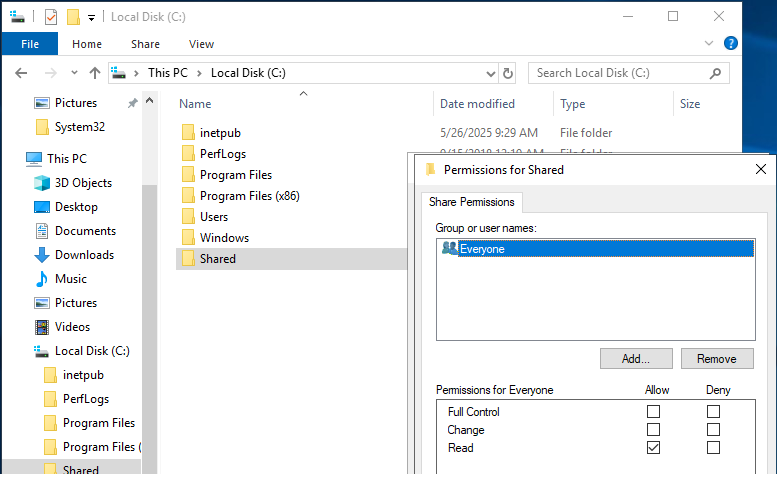 Local Disk (C:)
File Home Share View
This PC Local Disk (C:) Search Local Disk (C:)
Pictures
System32
This PC
3D Objects
Desktop
Documents
Downloads
Music
Pictures
Videos
Local Disk (C:)
inetpub
PerfLogs
Program Files
Program Files (
Shared
Name Date modified Type Size
inetpub 5/26/2025 9:29 AM File folder
PerfLogs
Program Files
Program Files (x86)
Users
Windows
Shared
Permissions for Shared
Share Permissions
Group or user names:
Everyone
Add... Remove
Permissions for Everyone Allow Deny
Full Control
Change
Read